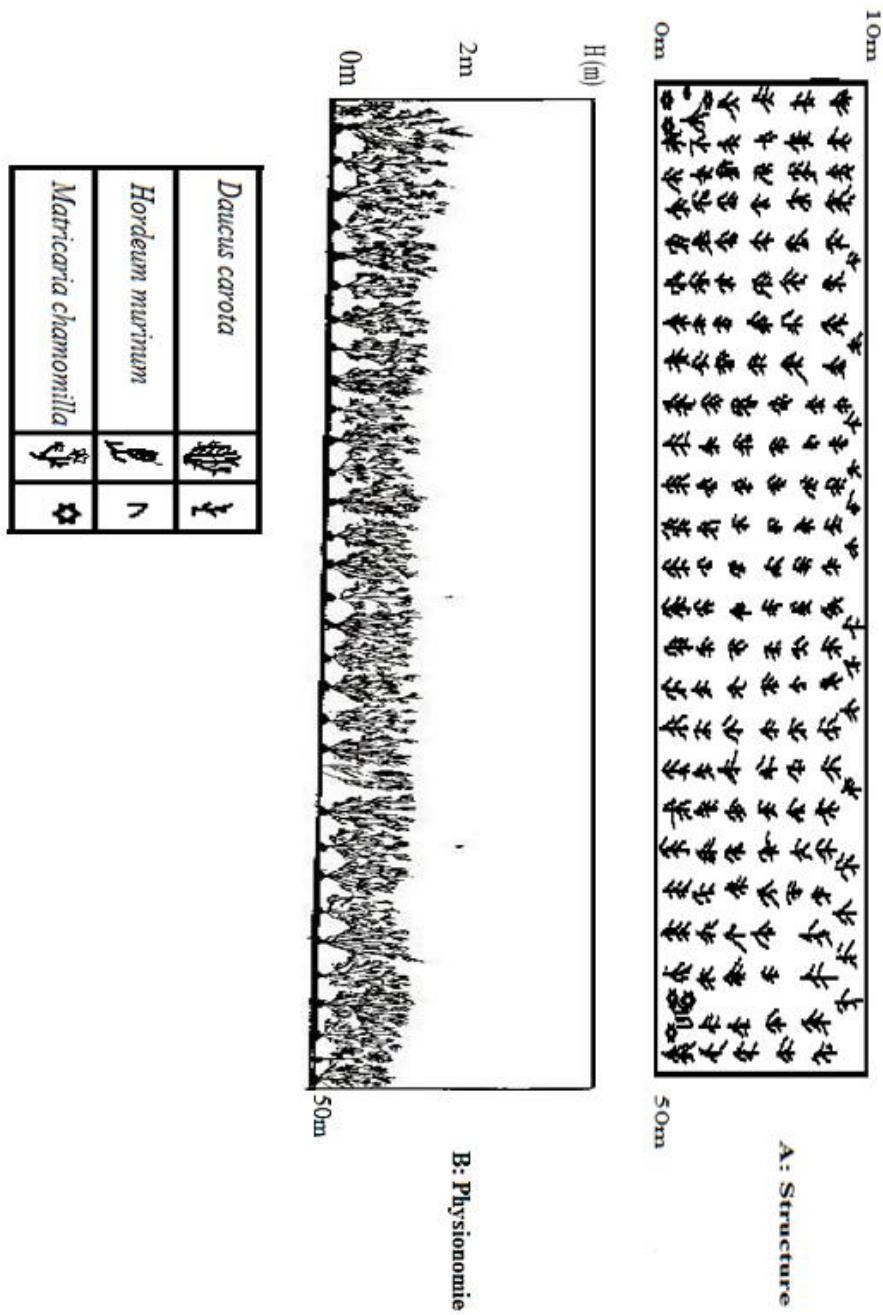 A: Structure
10m
0m
50m
B: Physionomie
H(m)
2m
0m
50m
Daucus carota
Hordeum murinum
Matricaria chamomilla